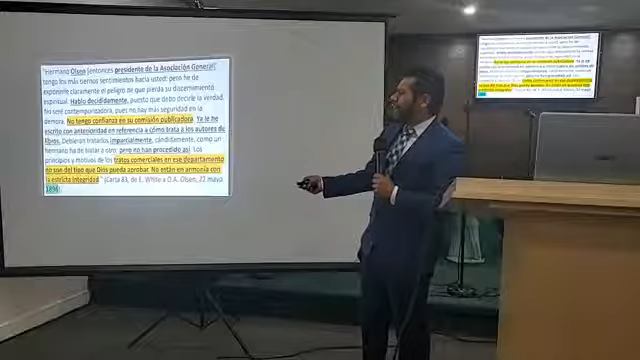 "Hermano Olson [entonces presidente de la Asociación General]
tengo los más tiernos sentimientos hacia usted; pero he de
exponerle claramente el peligro de que pierda su discernimiento
espiritual. Hablo decididamente, puesto que debo decirle la verdad.
No seré contemporizadora, pues no hay más seguridad en la
demora. No tengo confianza en su comisión publicadora. Ya le he
escrito con anterioridad en referencia a cómo trata a los autores de
libros. Debieran tratarlos imparcialmente, cándidamente, como un
hermano ha de tratar a otro; pero no han procedido así. Los
principios y motivos de los tratos comerciales en ese departamento
no son del tipo que Dios pueda aprobar. No están en armonía con
la estricta integridad." (Carta 83, de E. White a O.A. Olsen, 22 mayo
1896)